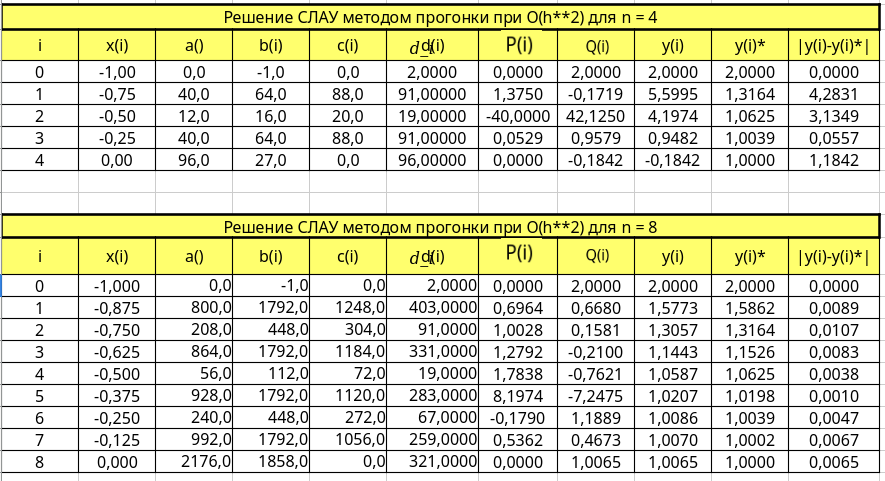 Решение СЛАУ методом прогонки при O(h**2) для n = 4
i x(i) a() b(i) c(i) d(i) P(i) Q(i) y(i) y(i)* |y(i)-y(i)*|
0 -1,00 0,0 -1,0 0,0 2,0000 0,0000 2,0000 2,0000 2,0000 0,0000
1 -0,75 40,0 64,0 88,0 91,00000 1,3750 -0,1719 5,5995 1,3164 4,2831
2 -0,50 12,0 16,0 20,0 19,00000 -40,0000 42,1250 4,1974 1,0625 3,1349
3 -0,25 40,0 64,0 88,0 91,00000 0,0529 0,9579 0,9482 1,0039 0,0557
4 0,00 96,0 27,0 0,0 96,00000 0,0000 -0,1842 -0,1842 1,0000 1,1842
Решение СЛАУ методом прогонки при O(h**2) для n = 8
i x(i) a() b(i) c(i) d(i) P(i) Q(i) y(i) y(i)* |y(i)-y(i)*|
0 -1,000 0,0 -1,0 0,0 2,0000 0,0000 2,0000 2,0000 2,0000 0,0000
1 -0,875 800,0 1792,0 1248,0 403,0000 0,6964 0,6680 1,5773 1,5862 0,0089
2 -0,750 208,0 448,0 304,0 91,0000 1,0028 0,1581 1,3057 1,3164 0,0107
3 -0,625 864,0 1792,0 1184,0 331,0000 1,2792 -0,2100 1,1443 1,1526 0,0083
4 -0,500 56,0 112,0 72,0 19,0000 1,7838 -0,7621 1,0587 1,0625 0,0038
5 -0,375 928,0 1792,0 1120,0 283,0000 8,1974 -7,2475 1,0207 1,0198 0,0010
6 -0,250 240,0 448,0 272,0 67,0000 -0,1790 1,1889 1,0086 1,0039 0,0047
7 -0,125 992,0 1792,0 1056,0 259,0000 0,5362 0,4673 1,0070 1,0002 0,0067
8 0,000 2176,0 1858,0 0,0 321,0000 0,0000 1,0065 1,0065 1,0000 0,0065